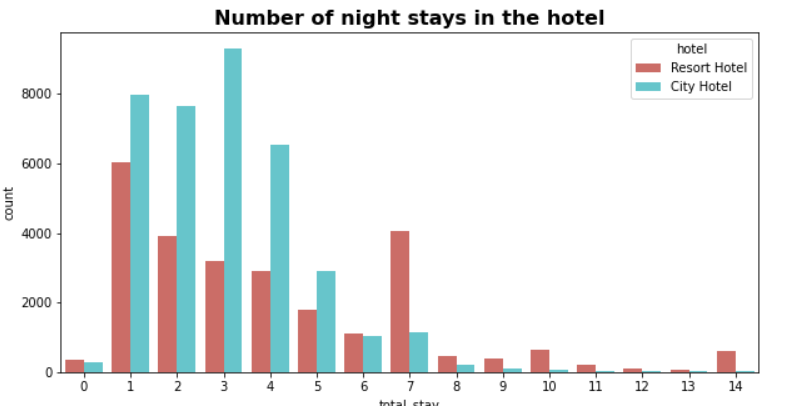 Number of night stays in the hotel
hotel
Resort Hotel
City Hotel
8000
6000
4000
2000
0
count
0 1 2 3 4 5 6 7 8 9 10 11 12 13 14
total_stay